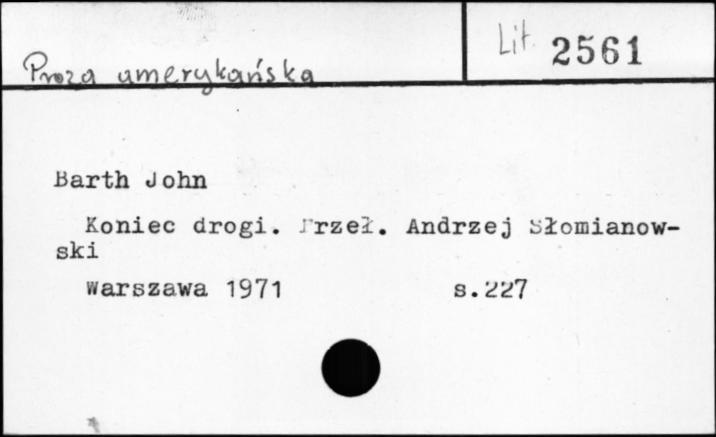 Proza amerykańska
Lit. 2561
Barth John
Koniec drogi. Przeł. Andrzej Słomianow-
ski
Warszawa 1971 s.227